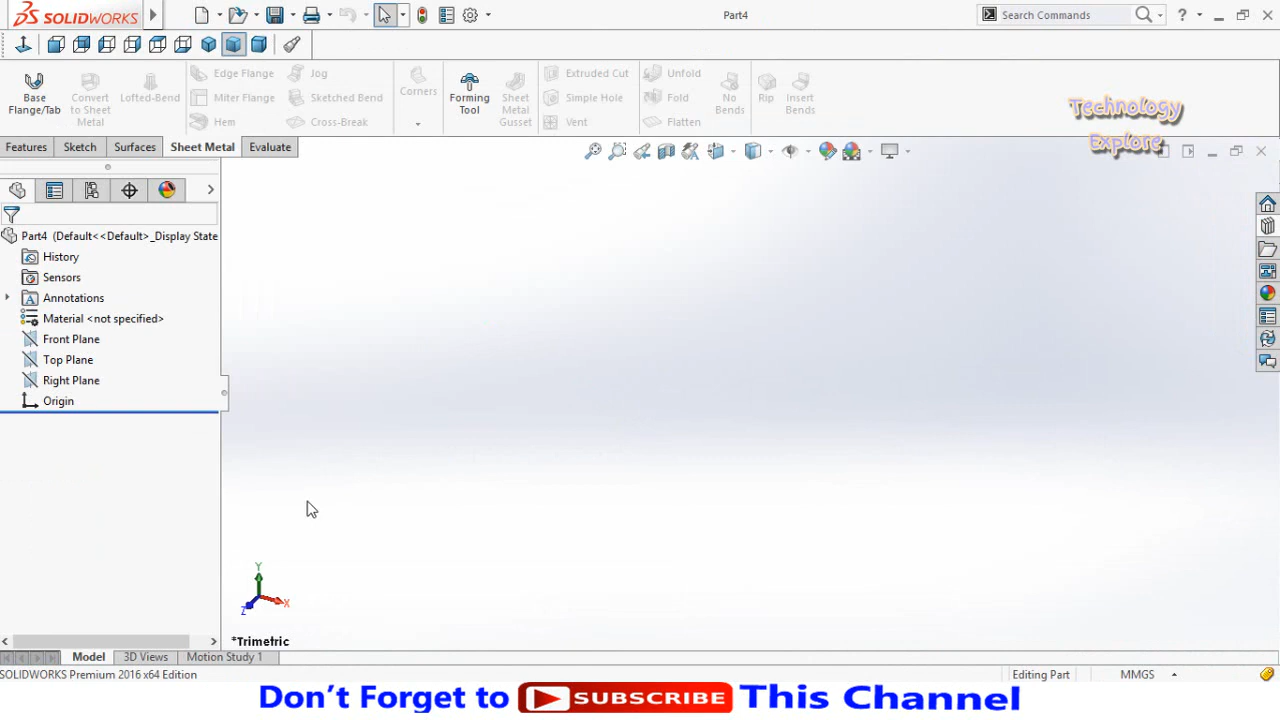 SOLIDWORKS
Part4
Search Commands
Base Flange/Tab
Convert to Sheet Metal
Lofted-Bend
Edge Flange
Miter Flange
Hem
Jog
Sketched Bend
Cross-Break
Corners
Forming Tool
Sheet Metal Gusset
Extruded Cut
Simple Hole
Vent
Unfold
Fold
Flatten
No Bends
Rip
Insert Bends
Technology
Explore
Features Sketch Surfaces Sheet Metal Evaluate
Part4 (Default<<Default>_Display State
History
Sensors
Annotations
Material <not specified>
Front Plane
Top Plane
Right Plane
Origin
Y
Z X
*Trimetric
Model 3D Views Motion Study 1
SOLIDWORKS Premium 2016 x64 Edition Editing Part MMGS
Don't Forget to SUBSCRIBE This Channel